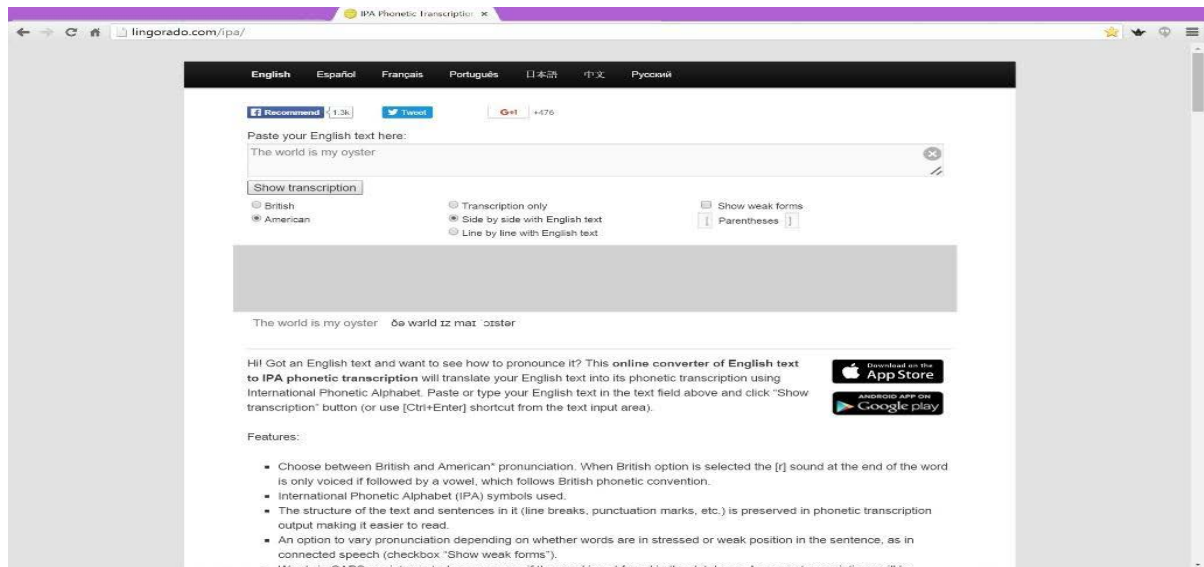 IPA Phonetic Transcription
lingorado.com/ipa/
English Español Français Português 日本語 中文 Русский
Recommend 1.3k Tweet G+1 +476
Paste your English text here:
The world is my oyster
Show transcription
British Transcription only Show weak forms
American Side by side with English text [ Parentheses ]
Line by line with English text
The world is my oyster ðə wɜrld ɪz maɪ ˈɔɪstər
Hi! Got an English text and want to see how to pronounce it? This online converter of English text
to IPA phonetic transcription will translate your English text into its phonetic transcription using
International Phonetic Alphabet. Paste or type your English text in the text field above and click “Show
transcription” button (or use [Ctrl+Enter] shortcut from the text input area).
Download on the
App Store
ANDROID APP ON
Google play
Features:
Choose between British and American* pronunciation. When British option is selected the [r] sound at the end of the word
is only voiced if followed by a vowel, which follows British phonetic convention.
International Phonetic Alphabet (IPA) symbols used.
The structure of the text and sentences in it (line breaks, punctuation marks, etc.) is preserved in phonetic transcription
output making it easier to read.
An option to vary pronunciation depending on whether words are in stressed or weak position in the sentence, as in
connected speech (checkbox “Show weak forms”).